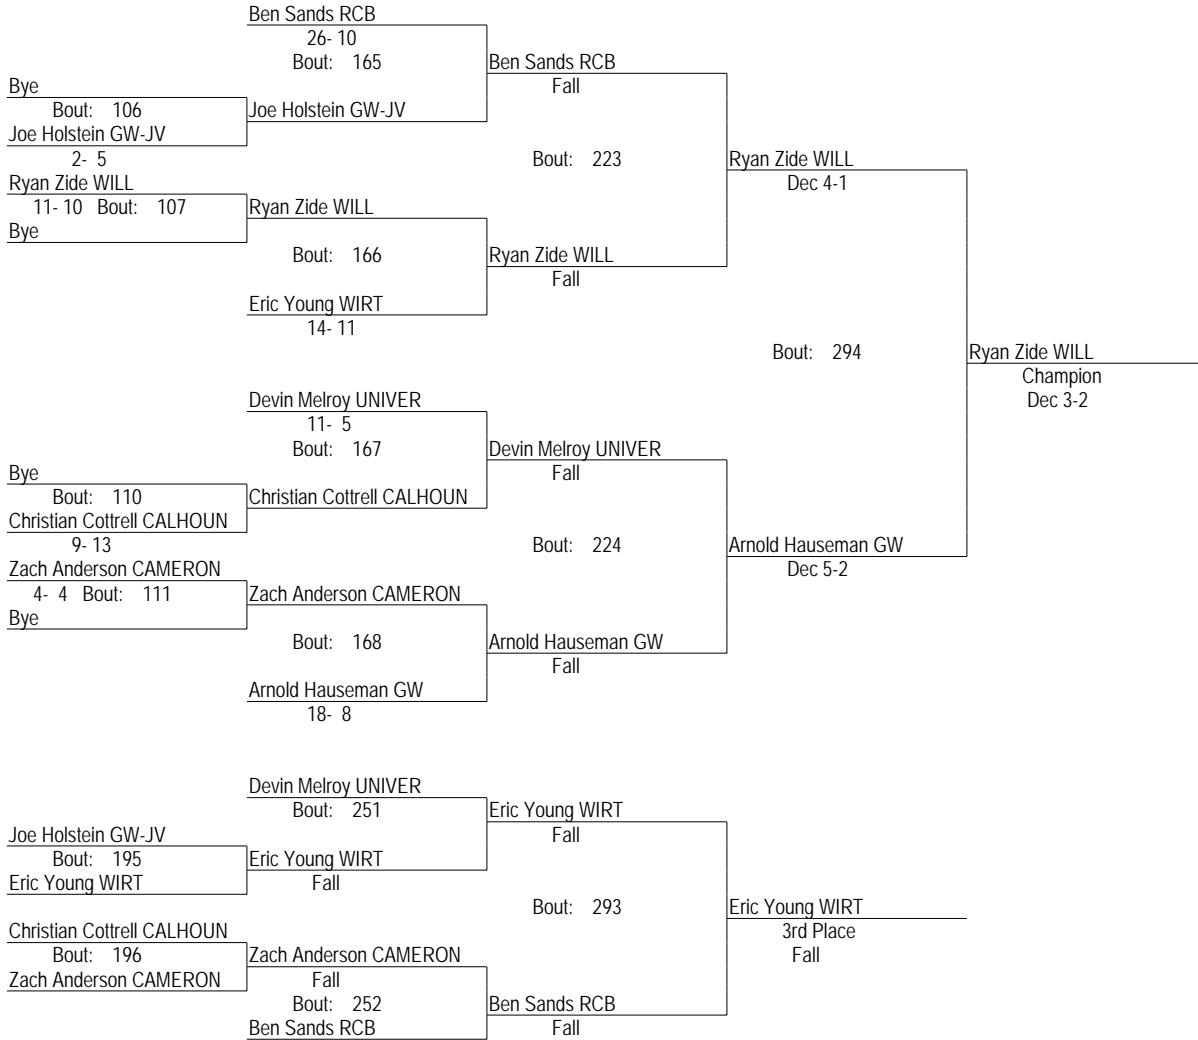 Ben Sands RCB
26- 10
Bout: 165
Ben Sands RCB
Fall
Bye
Bout: 106
Joe Holstein GW-JV
Joe Holstein GW-JV
2- 5
Bout: 223
Ryan Zide WILL
Dec 4-1
Ryan Zide WILL
11- 10 Bout: 107
Ryan Zide WILL
Bye
Bout: 166
Ryan Zide WILL
Fall
Eric Young WIRT
14- 11
Bout: 294
Ryan Zide WILL
Champion
Dec 3-2
Devin Melroy UNIVER
11- 5
Bout: 167
Devin Melroy UNIVER
Fall
Bye
Bout: 110
Christian Cottrell CALHOUN
Christian Cottrell CALHOUN
9- 13
Bout: 224
Arnold Hauseman GW
Dec 5-2
Zach Anderson CAMERON
4- 4 Bout: 111
Zach Anderson CAMERON
Bye
Bout: 168
Arnold Hauseman GW
Fall
Arnold Hauseman GW
18- 8
Devin Melroy UNIVER
Bout: 251
Eric Young WIRT
Fall
Joe Holstein GW-JV
Bout: 195
Eric Young WIRT
Eric Young WIRT
Fall
Bout: 293
Eric Young WIRT
3rd Place
Fall
Christian Cottrell CALHOUN
Bout: 196
Zach Anderson CAMERON
Zach Anderson CAMERON
Fall
Bout: 252
Ben Sands RCB
Ben Sands RCB
Fall